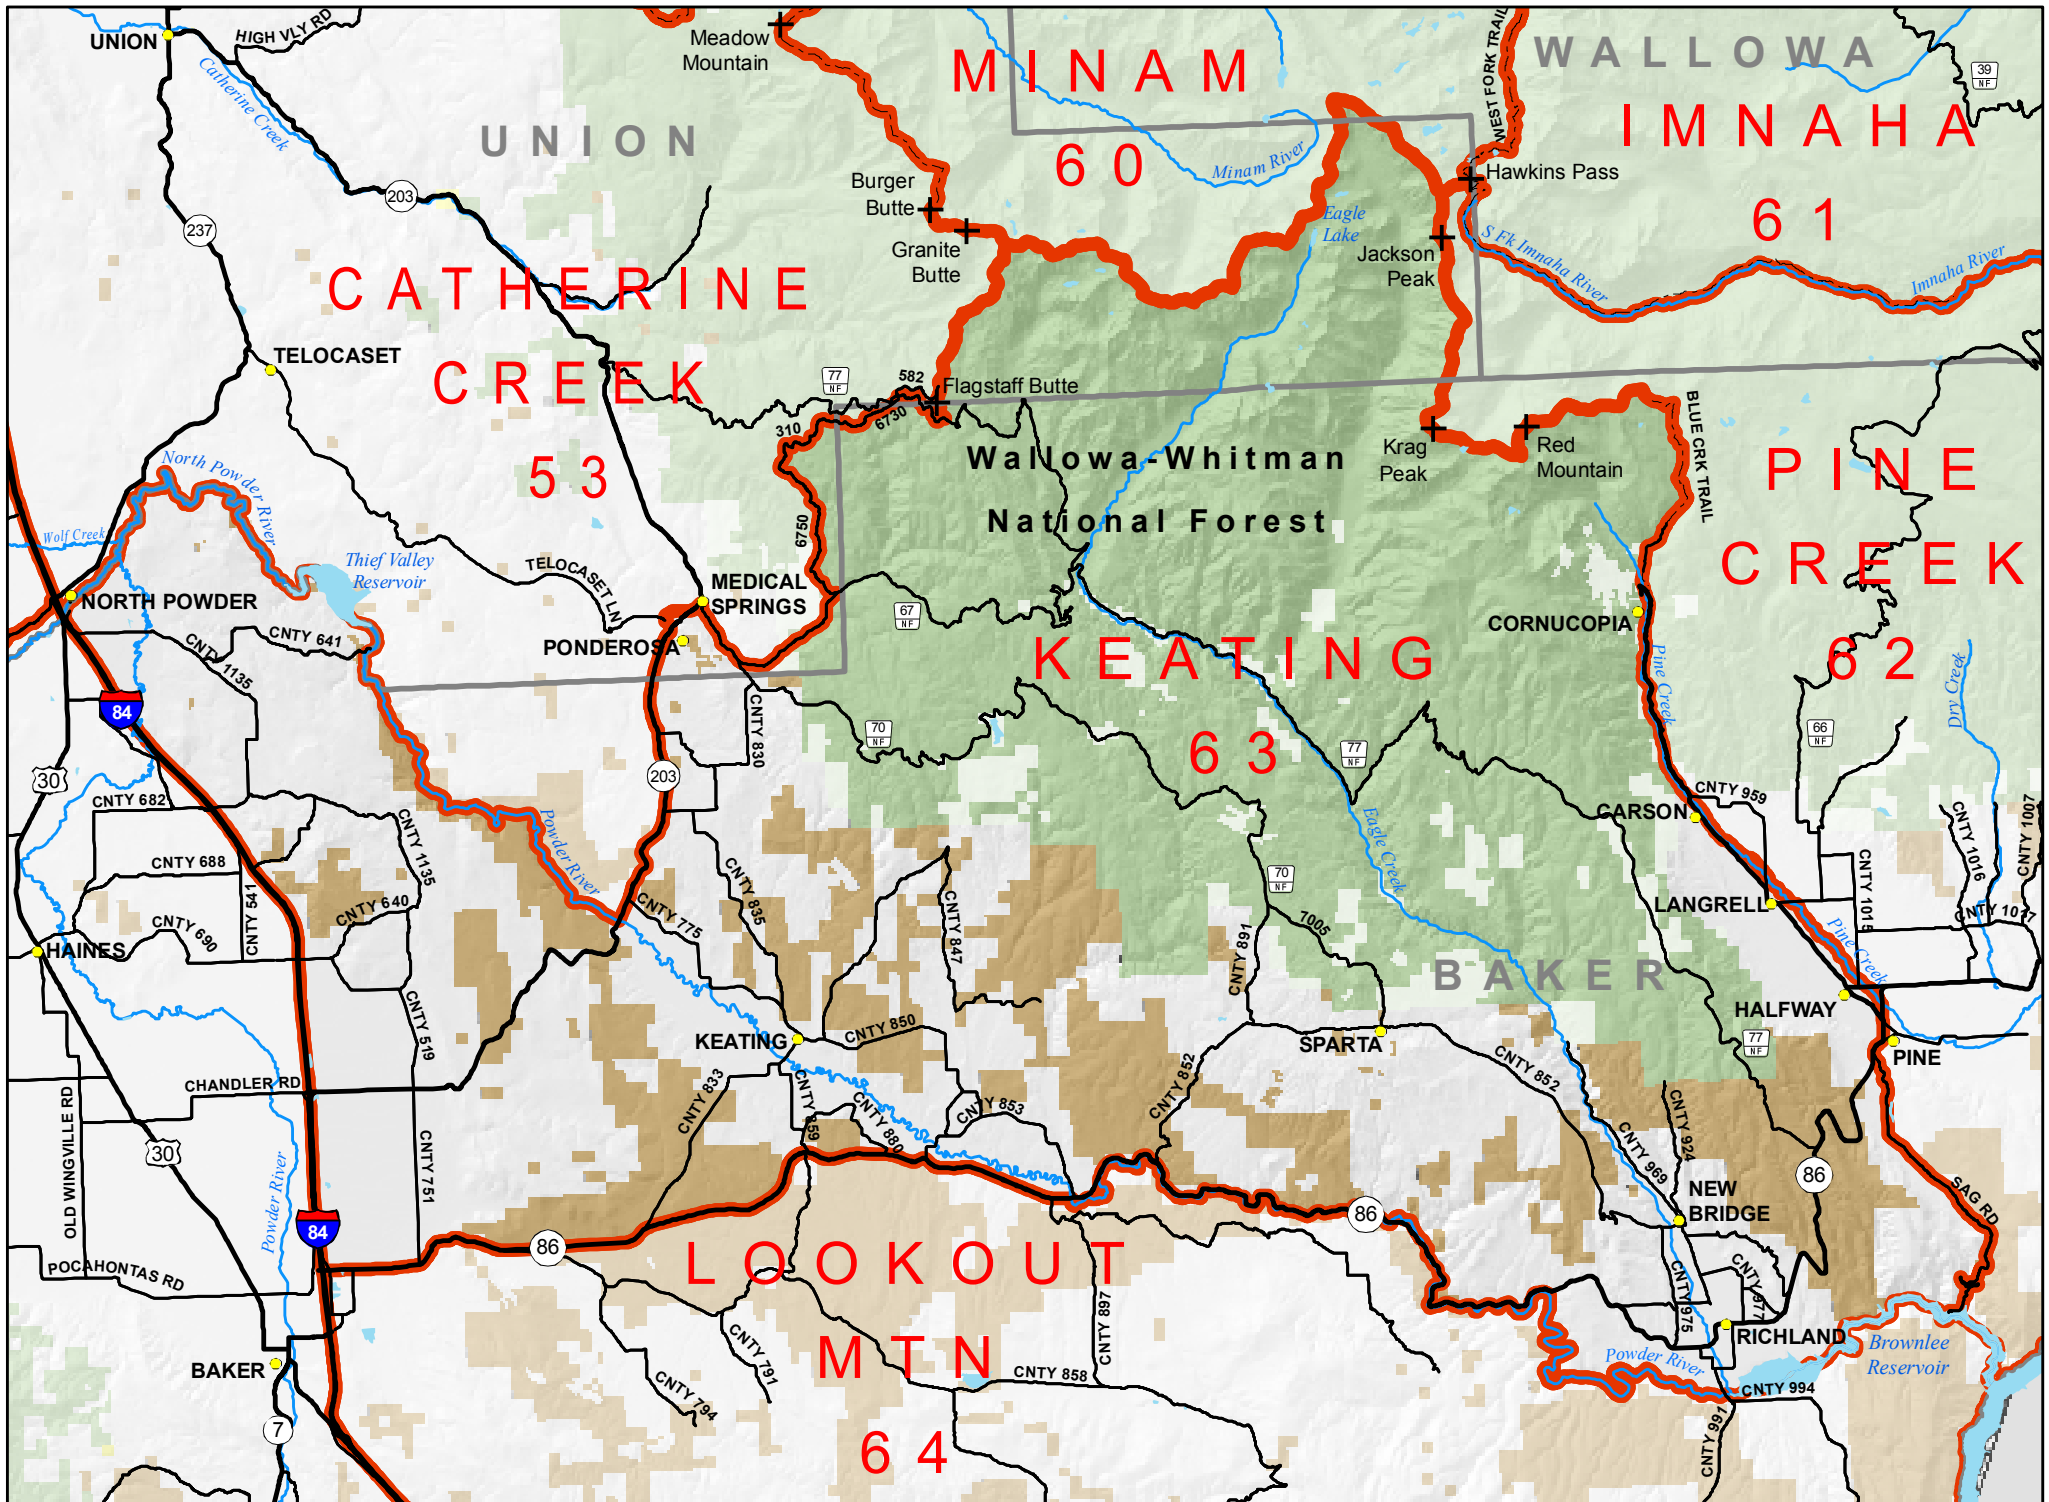 UNION
HIGH VLY RD
Catherine Creek
203
237
UNION
Meadow
Mountain
MINAM
60
Minam River
WEST FORK TRAIL
WALLOWA
39
NF
IMNAHA
61
Hawkins Pass
S Fk Imnaha River
Imnaha River
Burger
Butte
Granite
Butte
Eagle
Lake
Jackson
Peak
CATHERINE
CREEK
53
TELOCASET
77
NF
582
Flagstaff Butte
6730
310
6750
Wallowa-Whitman
National Forest
Krag
Peak
Red
Mountain
BLUE CRK TRAIL
PINE
CREEK
62
North Powder River
Wolf Creek
Thief Valley
Reservoir
NORTH POWDER
TELOCASET LN
MEDICAL
SPRINGS
PONDEROSA
67
NF
CORNUCOPIA
Pine Creek
Dry Creek
66
NF
KEATING
63
CNTY 641
CNTY 1135
84
30
CNTY 830
70
NF
203
77
NF
CNTY 682
CNTY 688
CNTY 690
CNTY 541
CNTY 640
CNTY 1135
Powder River
CNTY 775
CNTY 835
CNTY 847
Eagle Creek
70
NF
CNTY 891
7005
CARSON
CNTY 959
LANGRELL
CNTY 1015
CNTY 1016
CNTY 1007
CNTY 1017
Pine Creek
HAINES
BAKER
HALFWAY
PINE
77
NF
CNTY 519
KEATING
CNTY 850
SPARTA
CNTY 852
CNTY 852
CHANDLER RD
OLD WINGVILLE RD
30
CNTY 751
CNTY 833
CNTY 859
CNTY 880
CNTY 853
CNTY 969
CNTY 924
NEW
BRIDGE
86
SAG RD
Powder River
84
POCAHONTAS RD
86
86
LOOKOUT
MTN
64
CNTY 897
CNTY 858
CNTY 791
CNTY 794
CNTY 975
CNTY 977
RICHLAND
Brownlee
Reservoir
Powder River
CNTY 994
CNTY 991
BAKER
7